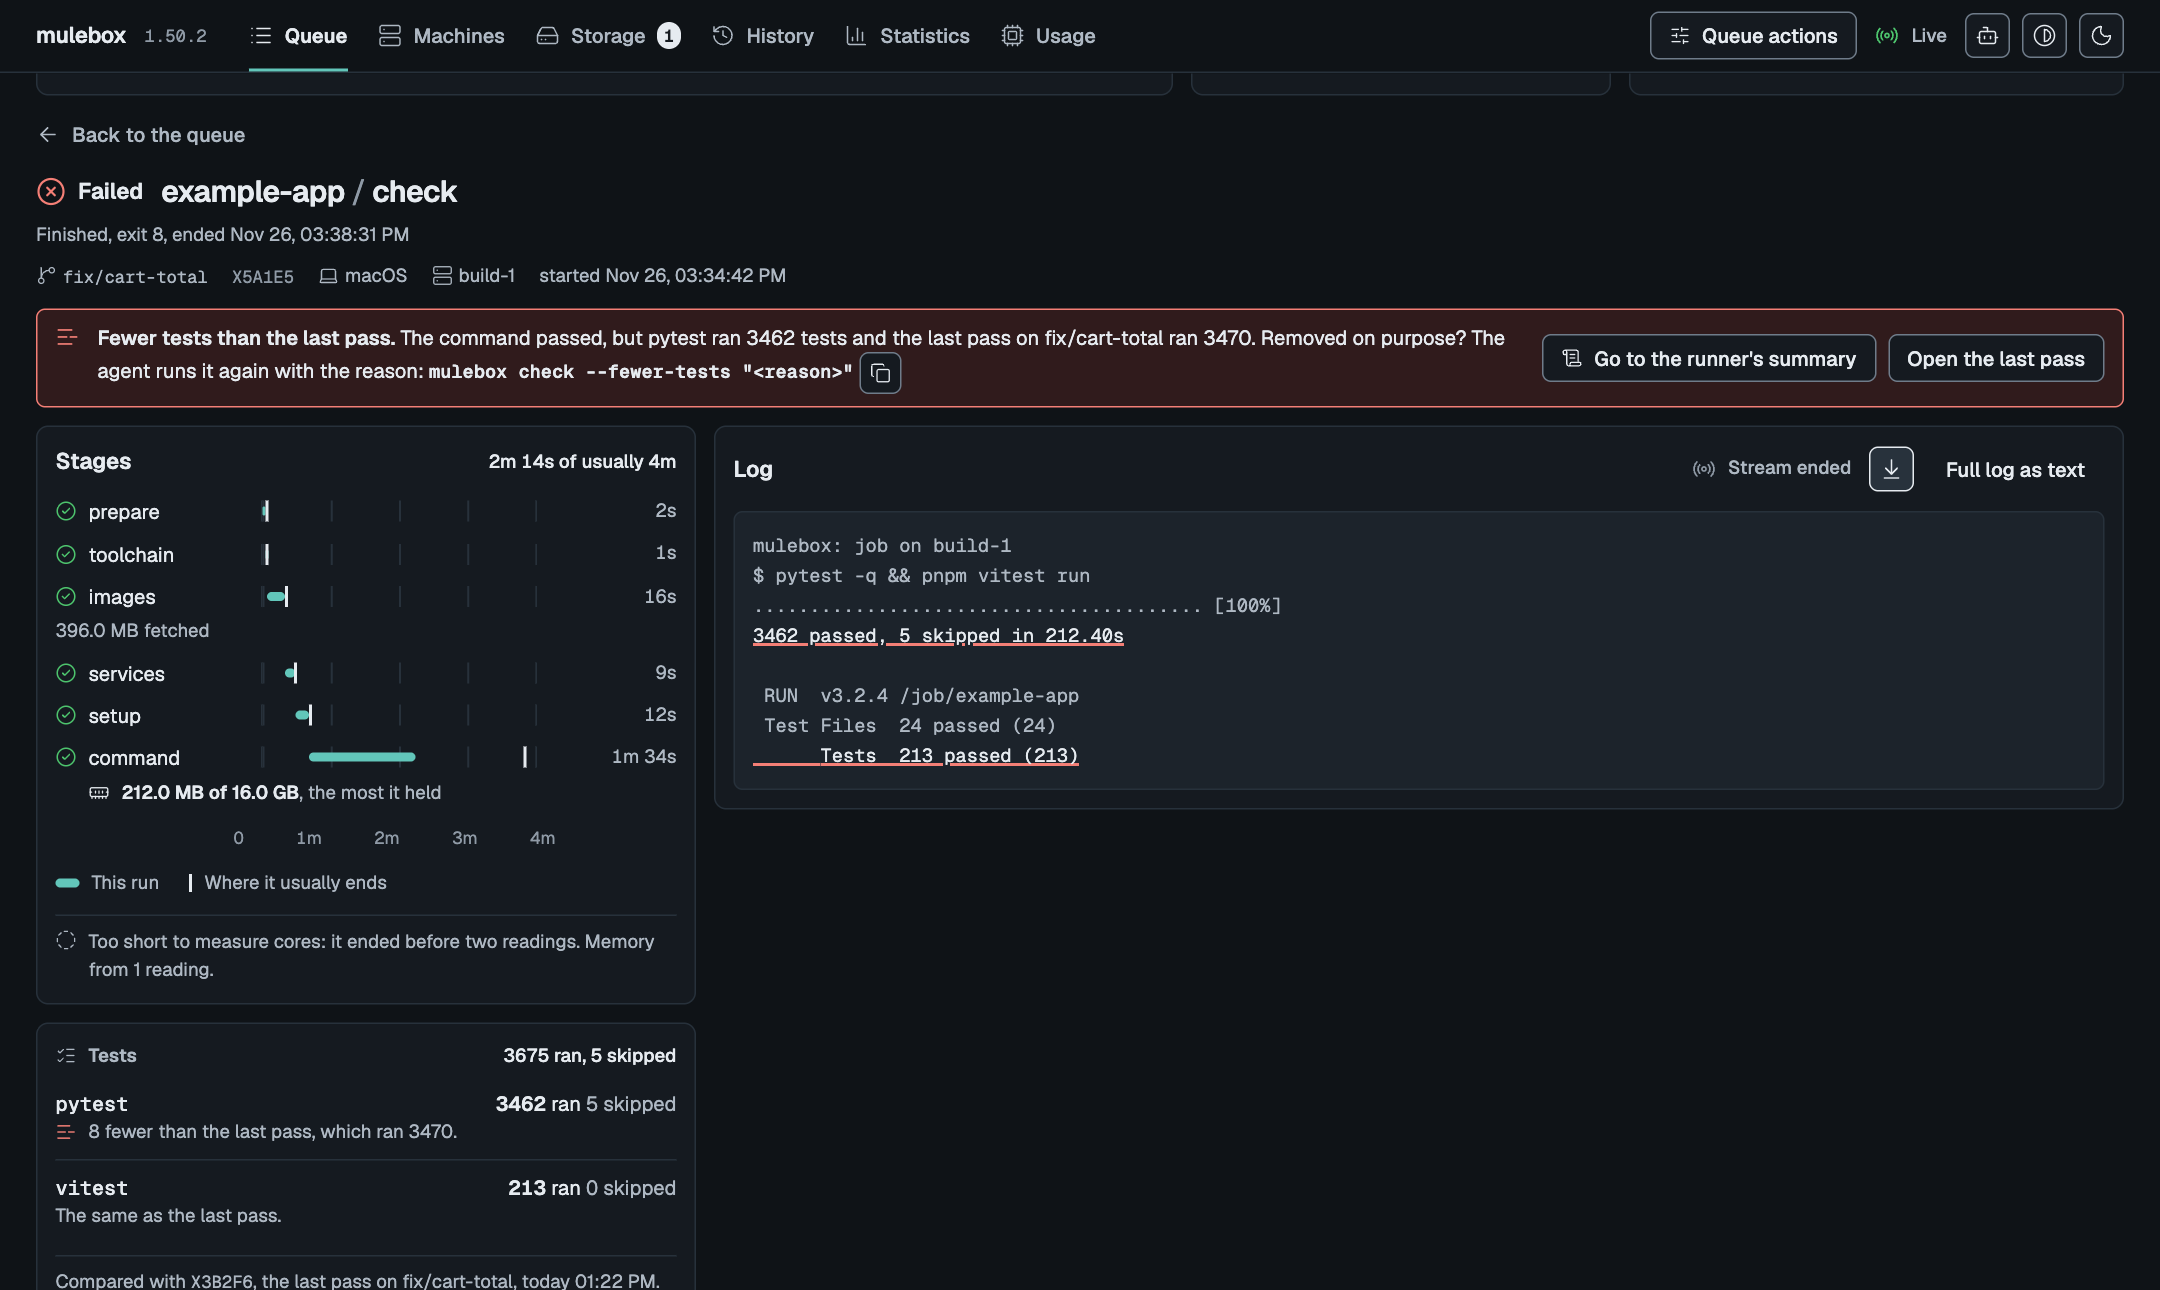 mulebox 1.50.2 Queue Machines Storage 1 History Statistics Usage Queue actions Live
Back to the queue
Failed example-app / check
Finished, exit 8, ended Nov 26, 03:38:31 PM
fix/cart-total X5A1E5 macOS build-1 started Nov 26, 03:34:42 PM
Fewer tests than the last pass. The command passed, but pytest ran 3462 tests and the last pass on fix/cart-total ran 3470. Removed on purpose? The
agent runs it again with the reason: mulebox check --fewer-tests "<reason>"
Go to the runner's summary Open the last pass
Stages 2m 14s of usually 4m
prepare 2s
toolchain 1s
images 16s
396.0 MB fetched
services 9s
setup 12s
command 1m 34s
212.0 MB of 16.0 GB, the most it held
0 1m 2m 3m 4m
This run Where it usually ends
Too short to measure cores: it ended before two readings. Memory
from 1 reading.
Tests 3675 ran, 5 skipped
pytest 3462 ran 5 skipped
8 fewer than the last pass, which ran 3470.
vitest 213 ran 0 skipped
The same as the last pass.
Compared with X3B2F6, the last pass on fix/cart-total, today 01:22 PM.
Log Stream ended Full log as text
mulebox: job on build-1
$ pytest -q && pnpm vitest run
........................................ [100%]
3462 passed, 5 skipped in 212.40s
RUN v3.2.4 /job/example-app
Test Files 24 passed (24)
Tests 213 passed (213)